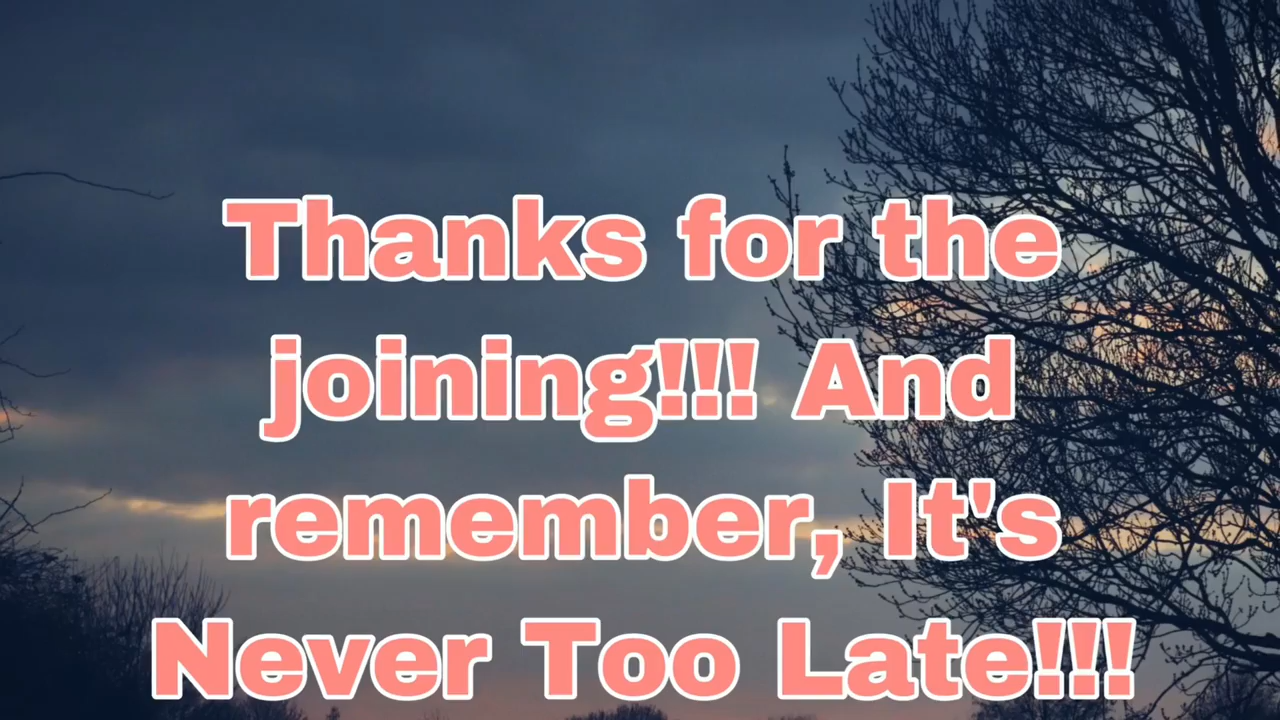 Thanks for the
joining!!! And
remember, It's
Never Too Late!!!